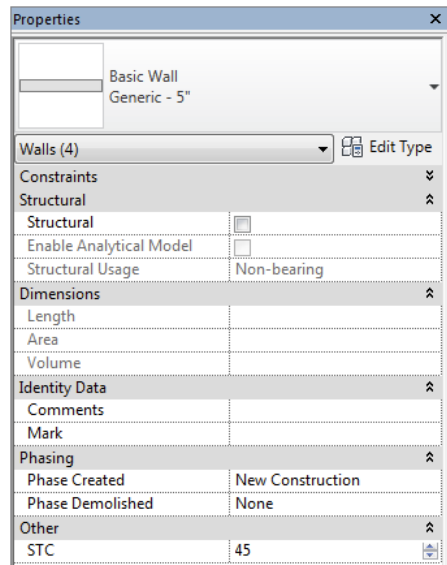 Properties
Basic Wall
Generic - 5"
Walls (4) Edit Type
Constraints
Structural
Structural
Enable Analytical Model
Structural Usage Non-bearing
Dimensions
Length
Area
Volume
Identity Data
Comments
Mark
Phasing
Phase Created New Construction
Phase Demolished None
Other
STC 45